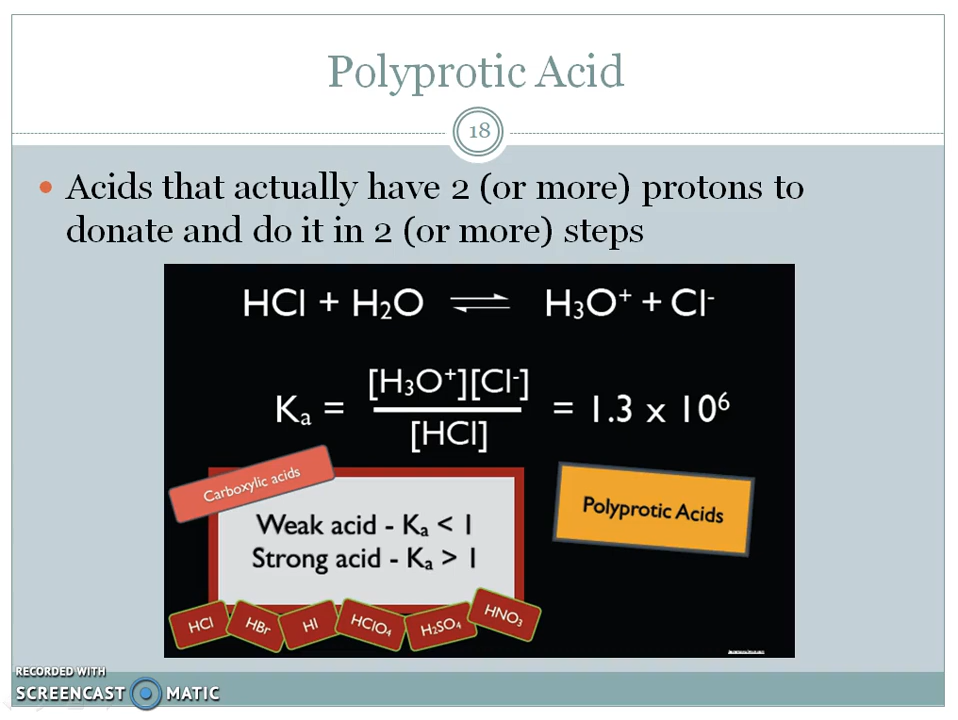 Polyprotic Acid
18
• Acids that actually have 2 (or more) protons to
donate and do it in 2 (or more) steps
HCl + H₂O ⇌ H₃O⁺ + Cl⁻
Kₐ = [H₃O⁺][Cl⁻] / [HCl] = 1.3 x 10⁶
Carboxylic acids
Weak acid - Kₐ < 1
Strong acid - Kₐ > 1
Polyprotic Acids
HCl
HBr
HI
HClO₄
H₂SO₄
HNO₃
RECORDED WITH
SCREENCAST MATIC